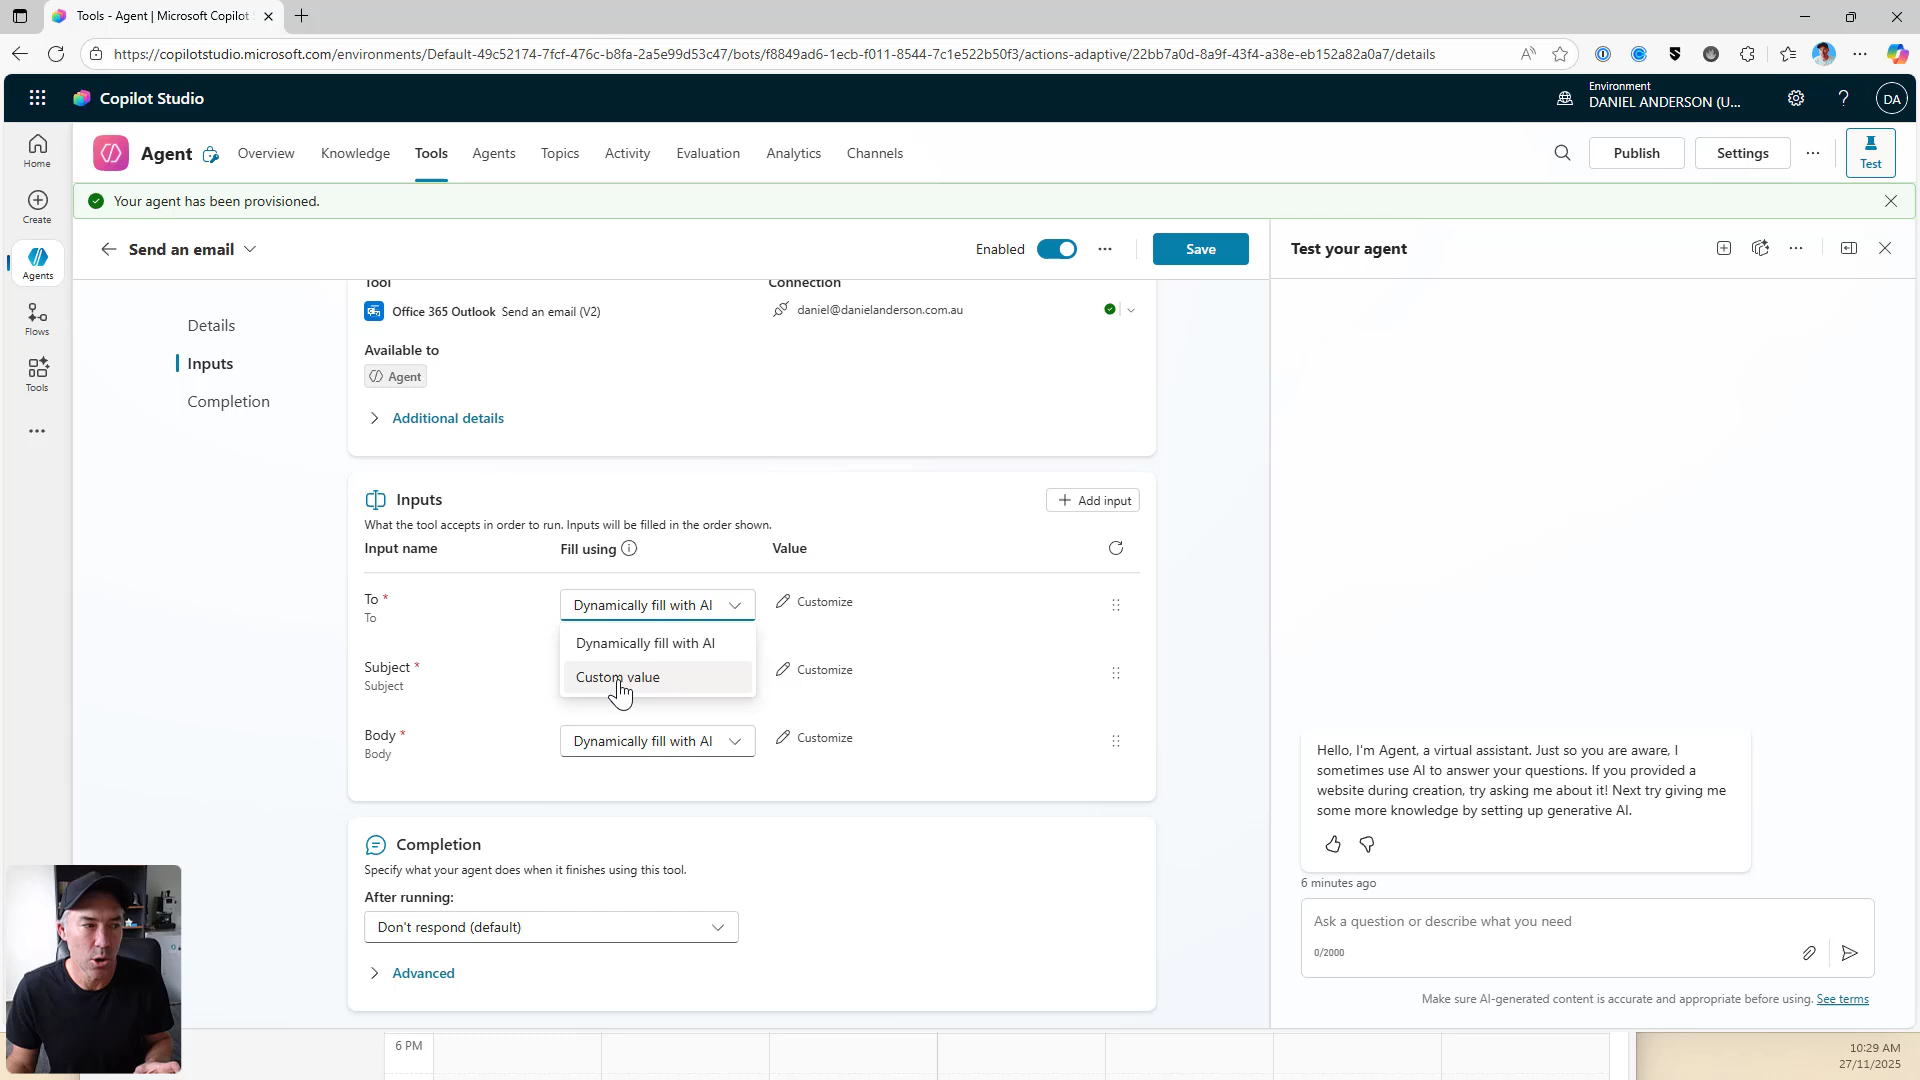 Tools - Agent | Microsoft Copilot
https://copilotstudio.microsoft.com/environments/Default-49c52174-7fcf-476c-b8fa-2a5e99d53c47/bots/f8849ad6-1ecb-f011-8544-7c1e522b50f3/actions-adaptive/22bb7a0d-8a9f-43f4-a38e-eb152a82a0a7/details
Copilot Studio
Environment
DANIEL ANDERSON (U...
DA
Home
Create
Agents
Flows
Tools
Agent
Overview
Knowledge
Tools
Agents
Topics
Activity
Evaluation
Analytics
Channels
Publish
Settings
Test
Your agent has been provisioned.
Send an email
Enabled
Save
Details
Inputs
Completion
Tool
Connection
Office 365 Outlook Send an email (V2)
daniel@danielanderson.com.au
Available to
Agent
Additional details
Inputs
Add input
What the tool accepts in order to run. Inputs will be filled in the order shown.
Input name
Fill using
Value
To *
To
Dynamically fill with AI
Customize
Dynamically fill with AI
Custom value
Subject *
Subject
Customize
Body *
Body
Dynamically fill with AI
Customize
Completion
Specify what your agent does when it finishes using this tool.
After running:
Don't respond (default)
Advanced
Test your agent
Hello, I'm Agent, a virtual assistant. Just so you are aware, I
sometimes use AI to answer your questions. If you provided a
website during creation, try asking me about it! Next try giving me
some more knowledge by setting up generative AI.
6 minutes ago
Ask a question or describe what you need
0/2000
Make sure AI-generated content is accurate and appropriate before using. See terms
6 PM
10:29 AM
27/11/2025